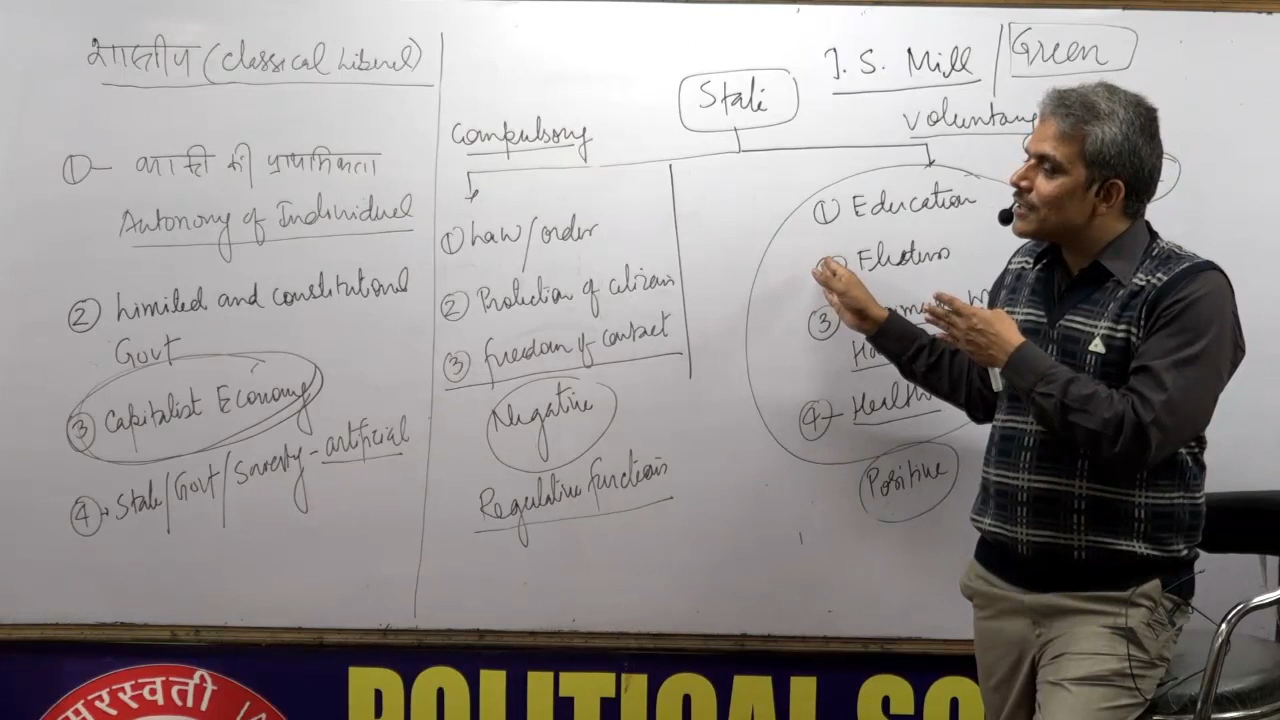 शास्त्रीय (Classical Liberal)
①- व्यक्ति की प्राथमिकता
Autonomy of Individual
② Limited and constitutional
Govt
③ Capitalist Economy
④ State/Govt/Society - artificial
State
Compulsory
① Law/order
② Protection of citizens
③ freedom of contract
Negative
Regulative functions
J. S. Mill / Green
Voluntary
① Education
③
④- Health
Positive
सरस्वती
POLITICAL SC